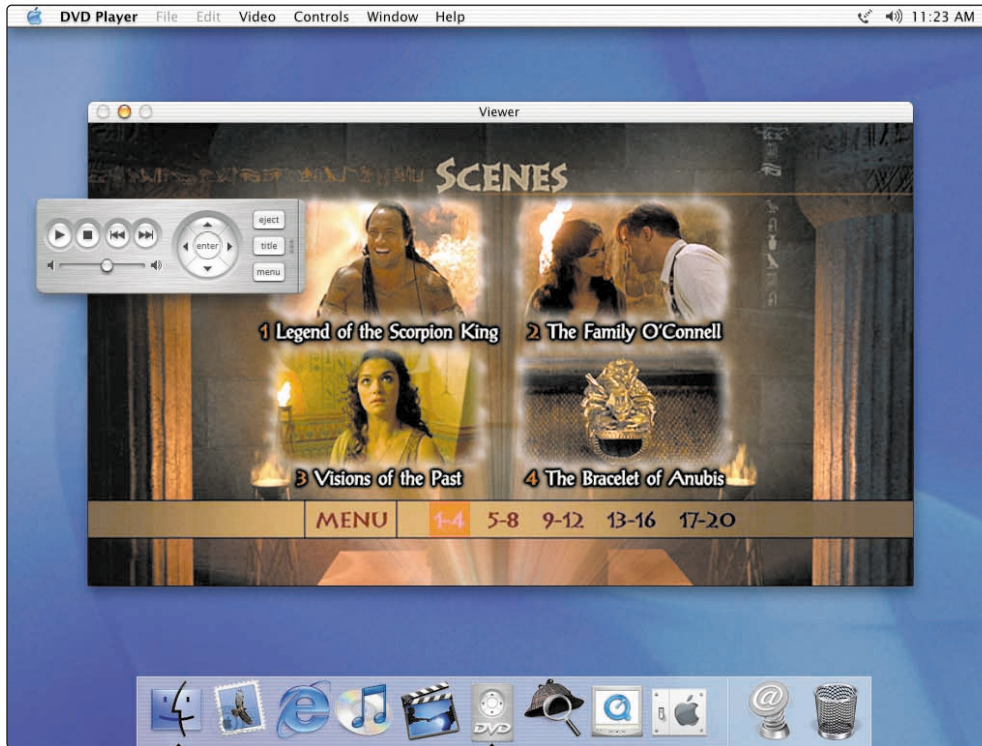 DVD Player File Edit Video Controls Window Help 11:23 AM
Viewer
SCENES
eject
enter
title
menu
1 Legend of the Scorpion King
2 The Family O'Connell
3 Visions of the Past
4 The Bracelet of Anubis
MENU 1-4 5-8 9-12 13-16 17-20
@
DVD